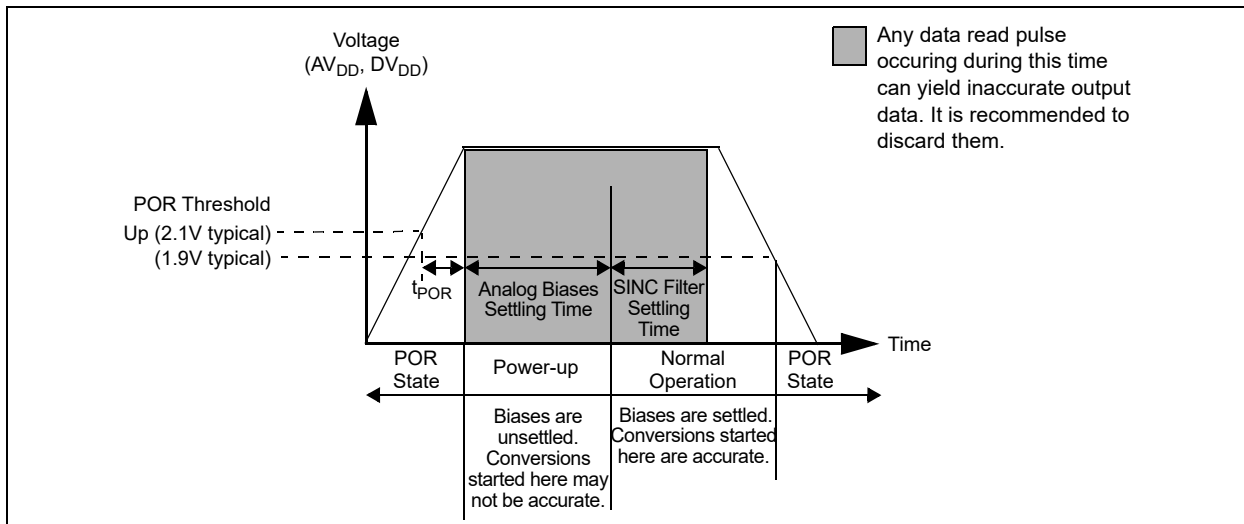 Voltage
(AVDD, DVDD)
Any data read pulse
occuring during this time
can yield inaccurate output
data. It is recommended to
discard them.
POR Threshold
Up (2.1V typical)
(1.9V typical)
tPOR
Analog Biases
Settling Time
SINC Filter
Settling
Time
Time
POR
State
Power-up
Normal
Operation
POR
State
Biases are
unsettled.
Conversions
started here may
not be accurate.
Biases are settled.
Conversions started
here are accurate.